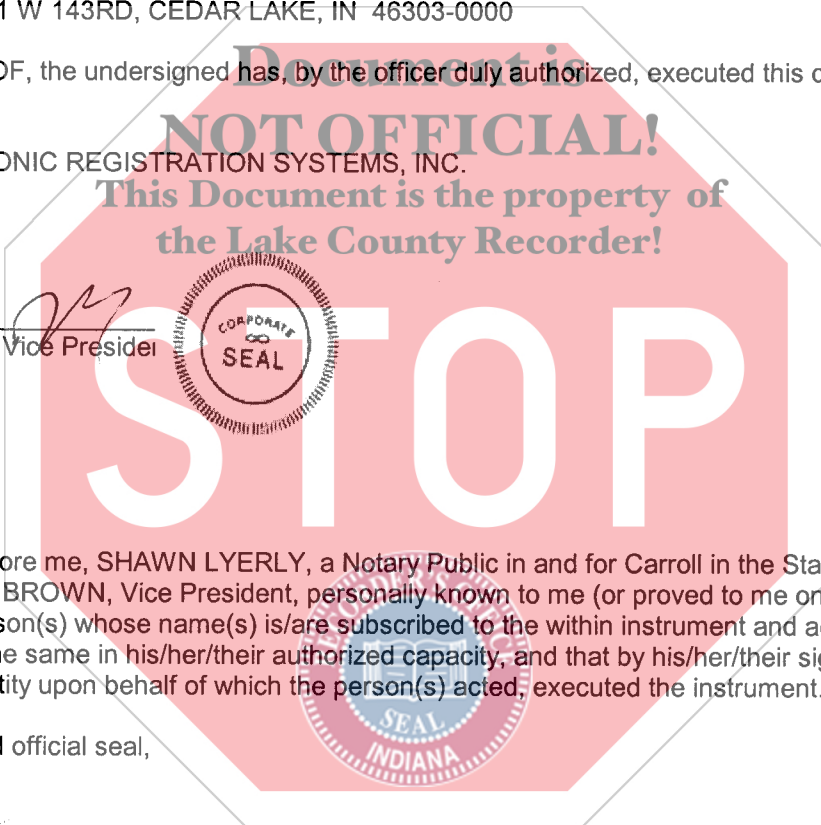 1 W 143RD, CEDAR LAKE, IN 46303-0000
Document is
OF, the undersigned has, by the officer duly authorized, executed this
NOT OFFICIAL!
ONIC REGISTRATION SYSTEMS, INC.
This Document is the property of
the Lake County Recorder!
CORPORATE
SEAL
Vice Presider
STOP
ore me, SHAWN LYERLY, a Notary Public in and for Carroll in the Sta
BROWN, Vice President, personally known to me (or proved to me on
son(s) whose name(s) is/are subscribed to the within instrument and a
ne same in his/her/their authorized capacity, and that by his/her/their sig
tity upon behalf of which the person(s) acted, executed the instrument.
RECORDER'S
SEAL
INDIANA
official seal,